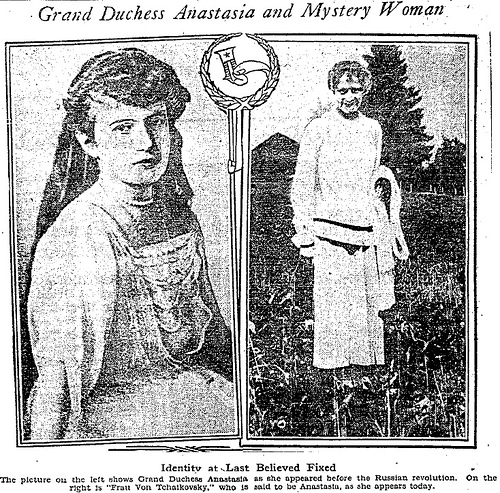 Grand Duchess Anastasia and Mystery Woman
Identity at Last Believed Fixed
The picture on the left shows Grand Duchess Anastasia as she appeared before the Russian revolution. On the
right is "Frau Von Tchaikovsky," who is said to be Anastasia, as she appears today.